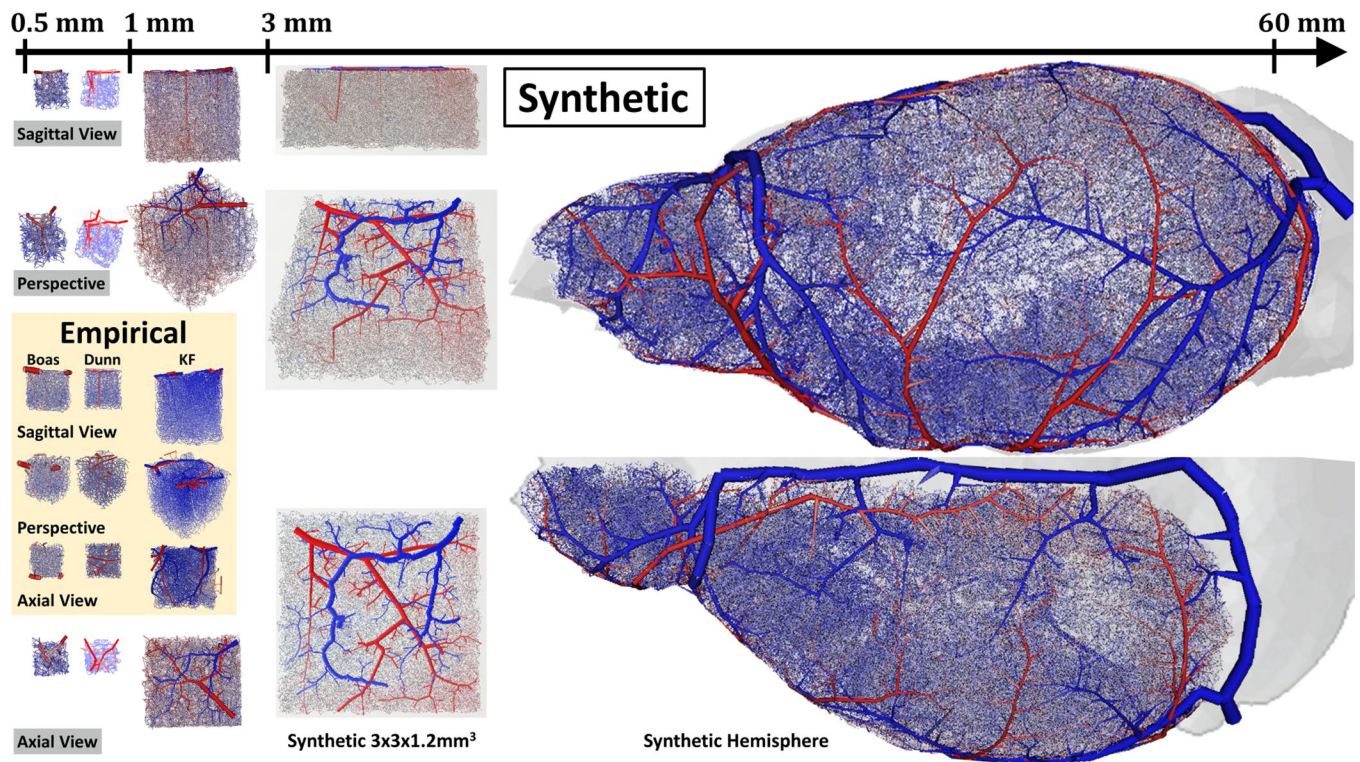 0.5 mm
1 mm
3 mm
60 mm
Synthetic
Sagittal View
Perspective
Empirical
Boas Dunn KF
Sagittal View
Perspective
Axial View
Axial View
Synthetic 3x3x1.2mm³
Synthetic Hemisphere